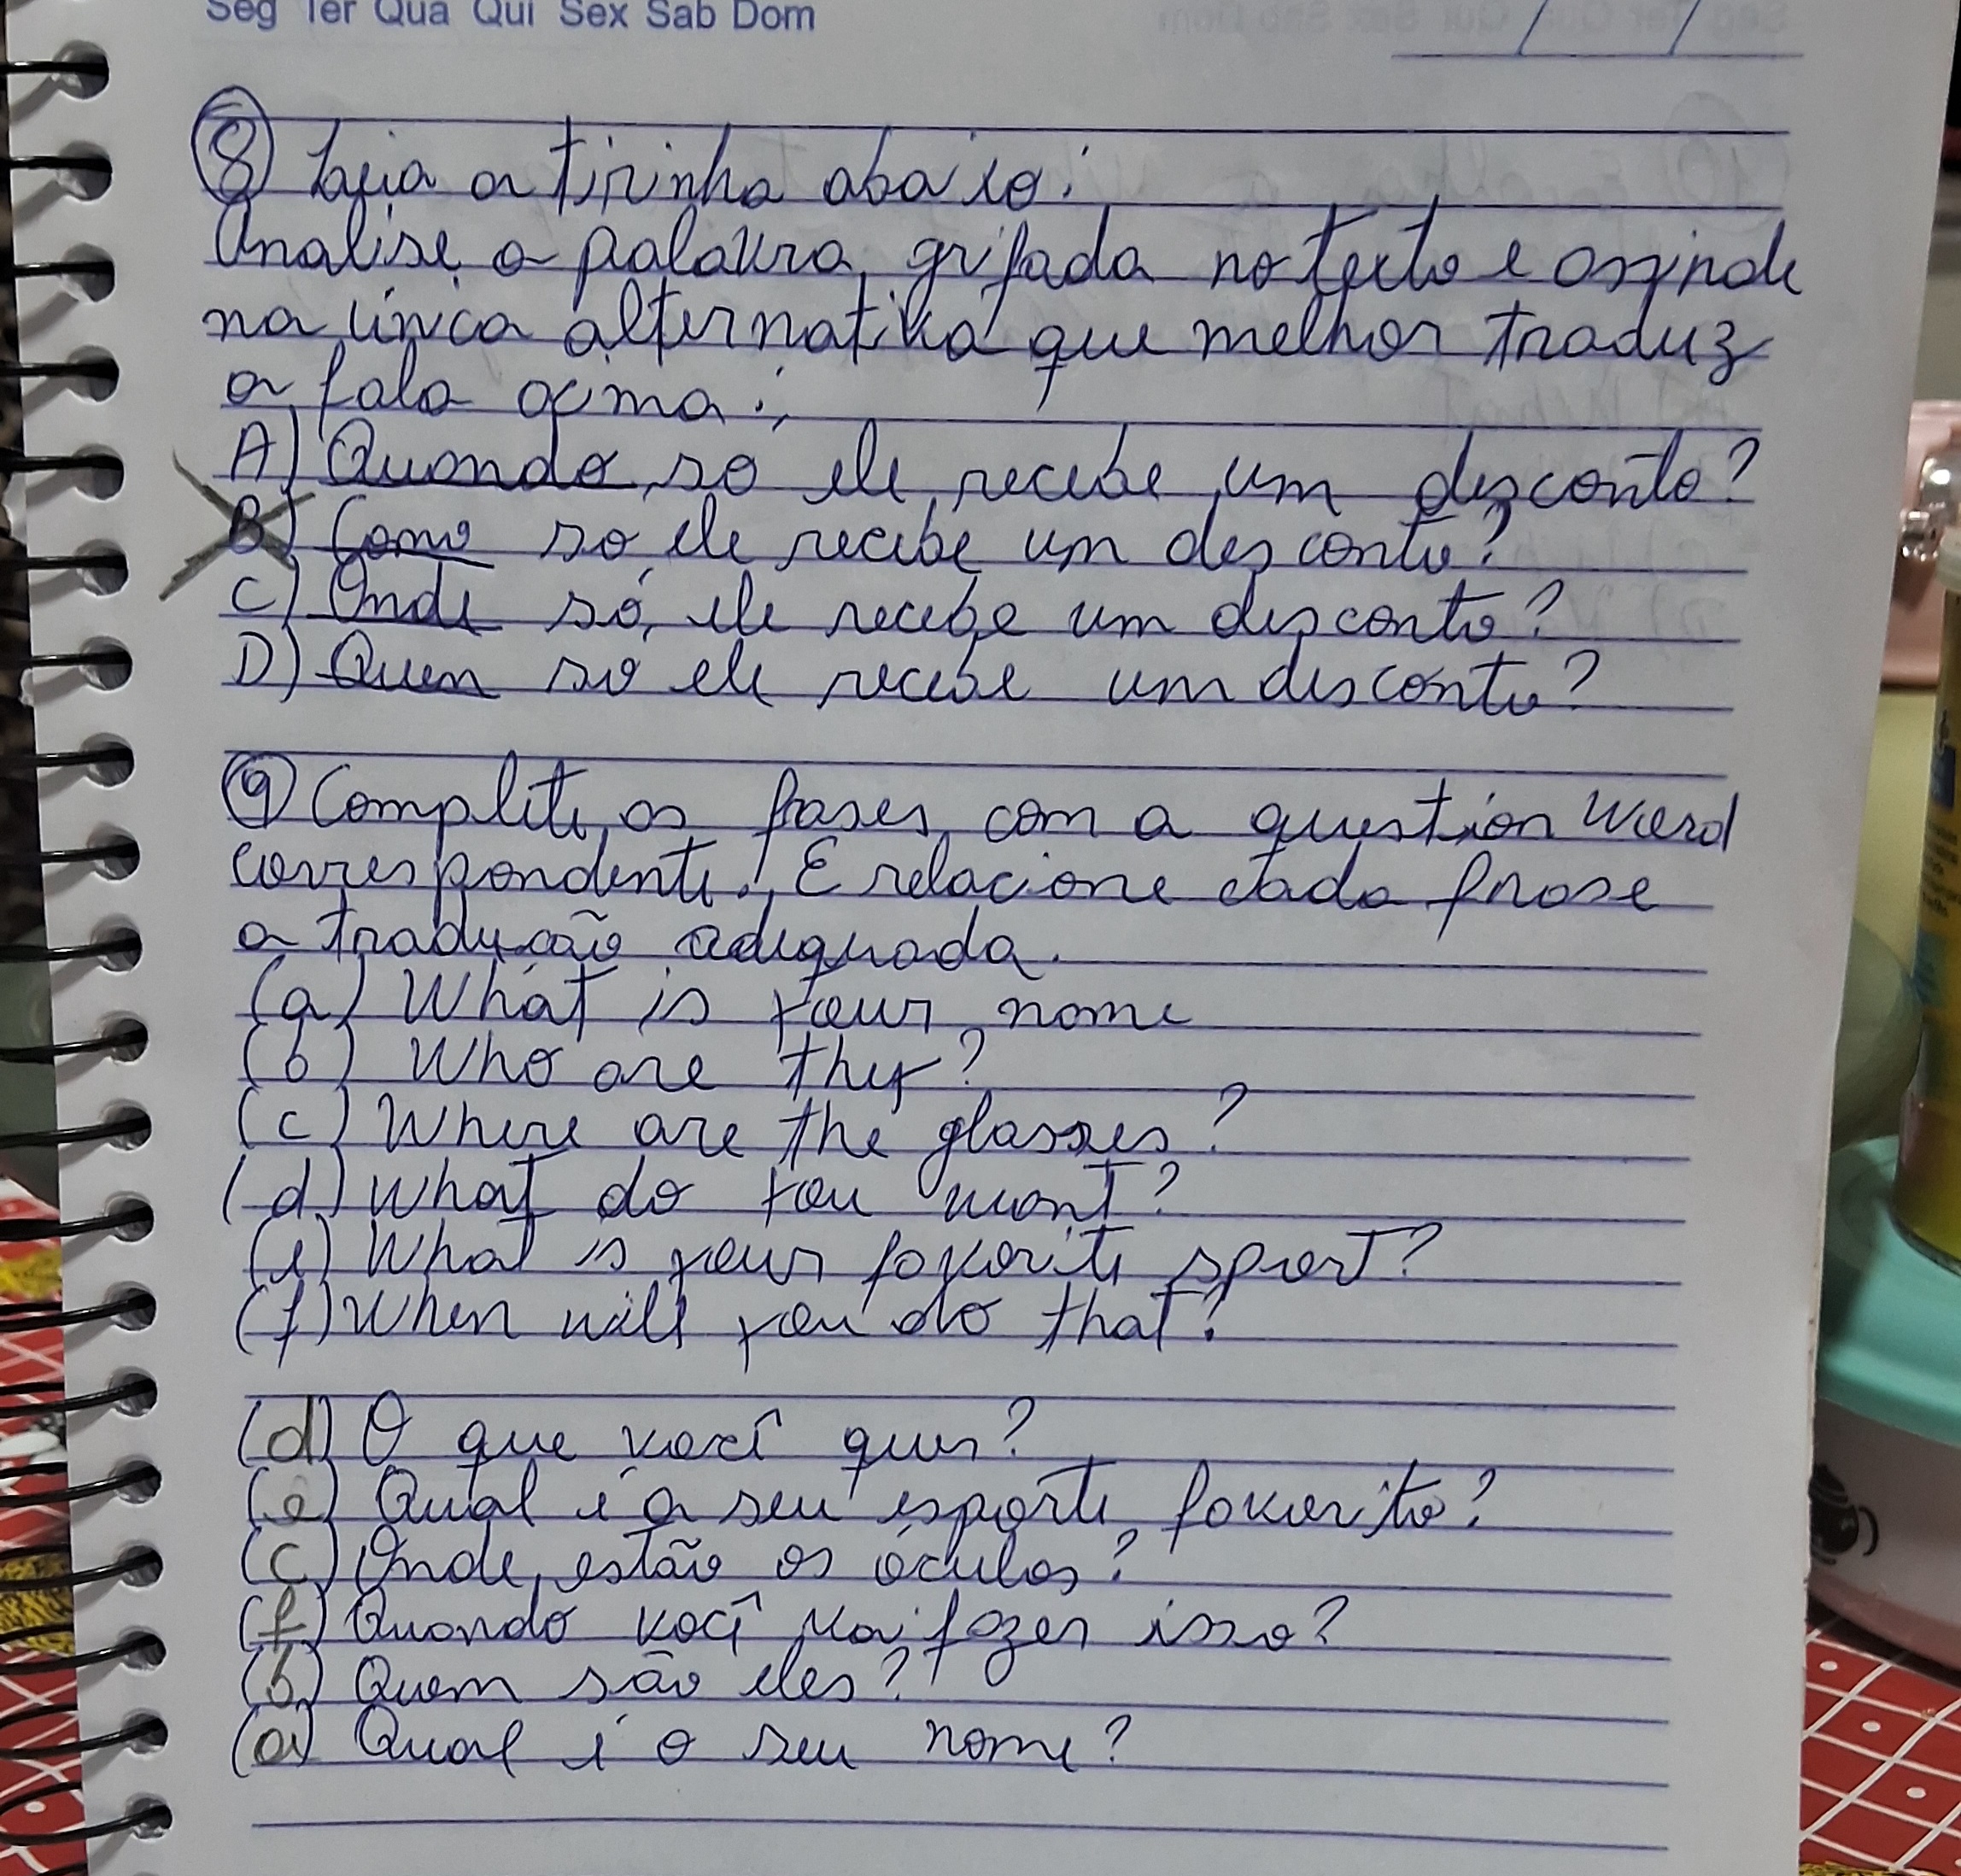 Seg Ter Qua Qui Sex Sab Dom
/ /
8 Leia a tirinha abaixo:
Analise a palavra grifada no texto e assinale
na única alternativa que melhor traduz
a fala acima:
A) Quando só ele recebe um desconto?
B) Como só ele recebe um desconto?
C) Onde só ele recebe um desconto?
D) Quem só ele recebe um desconto?
9 Complete as frases com a question Word
correspondente. E relacione cada frase
a tradução adequada.
(a) What is your name
(b) Who are they?
(c) Where are the glasses?
(d) What do you want?
(e) What is your favorite sport?
(f) When will you do that?
(d) O que você quer?
(e) Qual é o seu esporte favorito?
(c) Onde estão os óculos?
(f) Quando você vai fazer isso?
(b) Quem são eles?
(a) Qual é o seu nome?